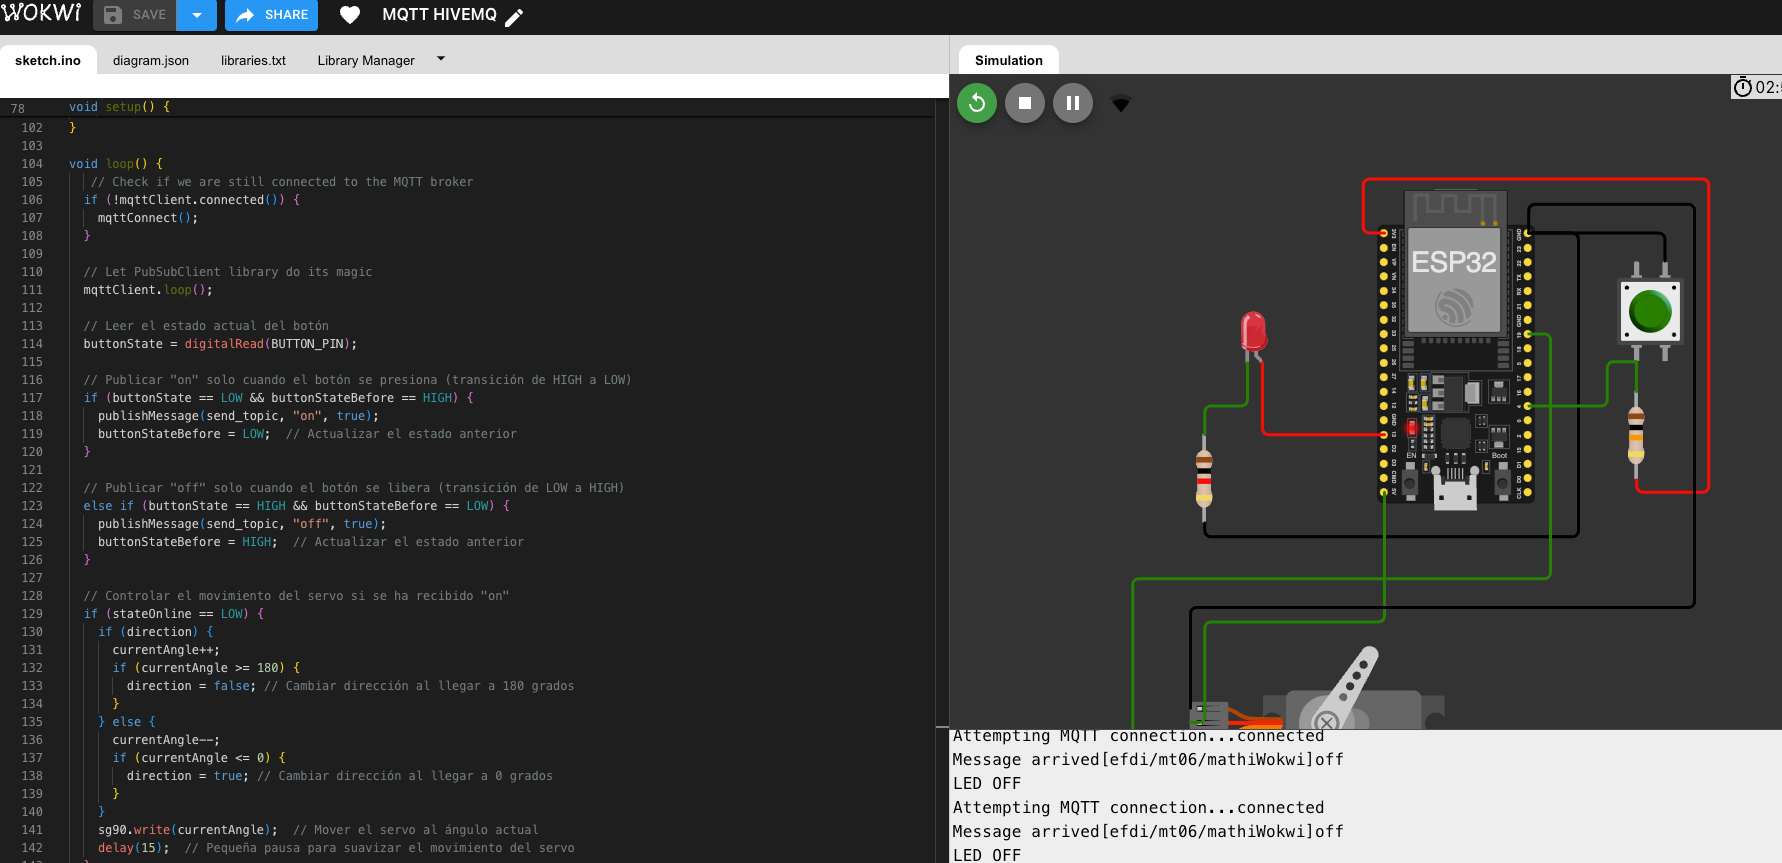 WOKWI
SAVE
SHARE
MQTT HIVEMQ
sketch.ino
diagram.json
libraries.txt
Library Manager
78 void setup() {
102 }
103
104 void loop() {
105 // Check if we are still connected to the MQTT broker
106 if (!mqttClient.connected()) {
107 mqttConnect();
108 }
109
110 // Let PubSubClient library do its magic
111 mqttClient.loop();
112
113 // Leer el estado actual del botón
114 buttonState = digitalRead(BUTTON_PIN);
115
116 // Publicar "on" solo cuando el botón se presiona (transición de HIGH a LOW)
117 if (buttonState == LOW && buttonStateBefore == HIGH) {
118 publishMessage(send_topic, "on", true);
119 buttonStateBefore = LOW;  // Actualizar el estado anterior
120 }
121
122 // Publicar "off" solo cuando el botón se libera (transición de LOW a HIGH)
123 else if (buttonState == HIGH && buttonStateBefore == LOW) {
124 publishMessage(send_topic, "off", true);
125 buttonStateBefore = HIGH;  // Actualizar el estado anterior
126 }
127
128 // Controlar el movimiento del servo si se ha recibido "on"
129 if (stateOnline == LOW) {
130 if (direction) {
131 currentAngle++;
132 if (currentAngle >= 180) {
133 direction = false; // Cambiar dirección al llegar a 180 grados
134 }
135 } else {
136 currentAngle--;
137 if (currentAngle <= 0) {
138 direction = true; // Cambiar dirección al llegar a 0 grados
139 }
140 }
141 sg90.write(currentAngle);  // Mover el servo al ángulo actual
142 delay(15);  // Pequeña pausa para suavizar el movimiento del servo
Simulation
02:
ESP32
EN
Boot
Attempting MQTT connection...connected
Message arrived[efdi/mt06/mathiWokwi]off
LED OFF
Attempting MQTT connection...connected
Message arrived[efdi/mt06/mathiWokwi]off
LED OFF